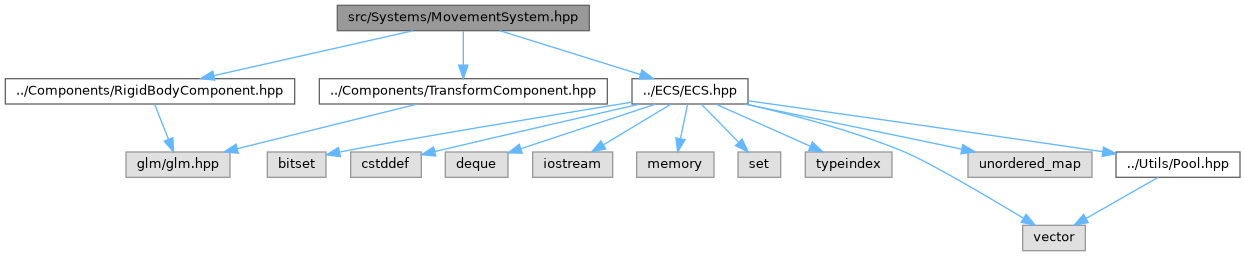 src/Systems/MovementSystem.hpp
../Components/RigidBodyComponent.hpp
../Components/TransformComponent.hpp
../ECS/ECS.hpp
glm/glm.hpp
bitset
cstddef
deque
iostream
memory
set
typeindex
unordered_map
../Utils/Pool.hpp
vector